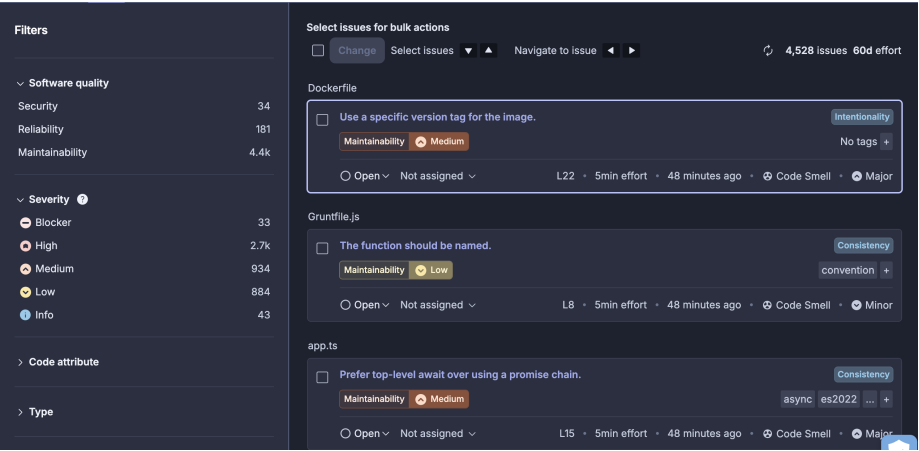 Filters
Software quality
Security 34
Reliability 181
Maintainability 4.4k
Severity ?
Blocker 33
High 2.7k
Medium 934
Low 884
Info 43
Code attribute
Type
Select issues for bulk actions
Change Select issues Navigate to issue 4,528 issues 60d effort
Dockerfile
Use a specific version tag for the image. Intentionality
Maintainability Medium No tags +
Open Not assigned L22 • 5min effort • 48 minutes ago • Code Smell • Major
Gruntfile.js
The function should be named. Consistency
Maintainability Low convention +
Open Not assigned L8 • 5min effort • 48 minutes ago • Code Smell • Minor
app.ts
Prefer top-level await over using a promise chain. Consistency
Maintainability Medium async es2022 ... +
Open Not assigned L15 • 5min effort • 48 minutes ago • Code Smell • Major